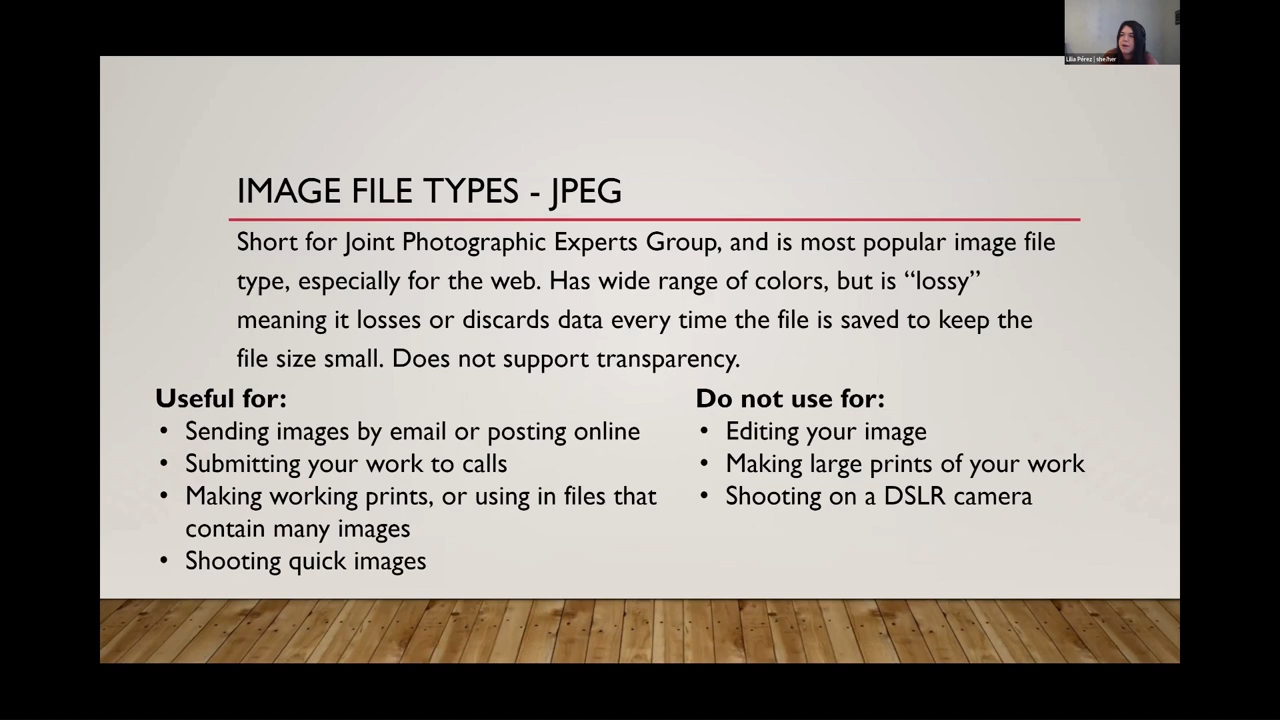 Lilia Pérez | she/her
IMAGE FILE TYPES - JPEG
Short for Joint Photographic Experts Group, and is most popular image file
type, especially for the web. Has wide range of colors, but is “lossy”
meaning it losses or discards data every time the file is saved to keep the
file size small. Does not support transparency.
Useful for:
• Sending images by email or posting online
• Submitting your work to calls
• Making working prints, or using in files that
contain many images
• Shooting quick images
Do not use for:
• Editing your image
• Making large prints of your work
• Shooting on a DSLR camera